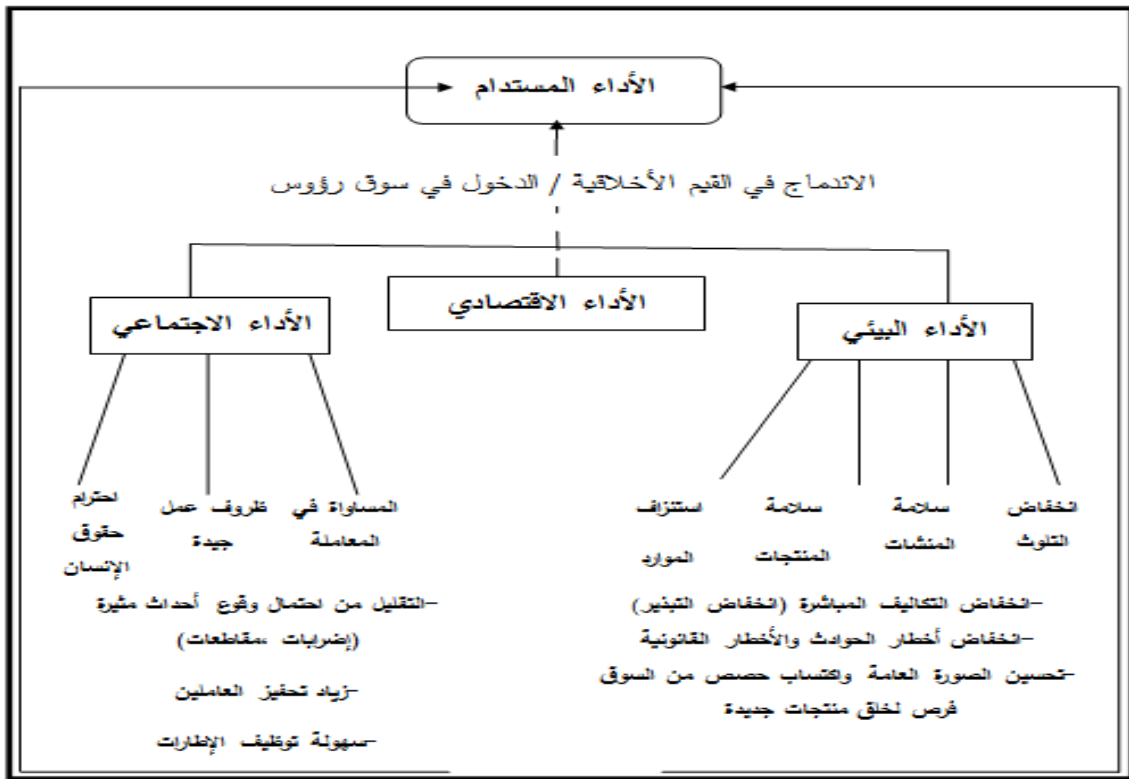 الأداء المستدام
الاندماج في القيم الأخلاقية / الدخول في سوق رؤوس
الأداء الاقتصادي
الأداء البيئي
الأداء الاجتماعي
انخفاض
التلوث
سلامة
المنشات
سلامة
المنتجات
استنزاف
الموارد
المساواة في
المعاملة
ظروف عمل
جيدة
احترام
حقوق
الإنسان
-انخفاض التكاليف المباشرة (انخفاض التبذير)
-انخفاض أخطار الحوادث والأخطار القانونية
-تحسين الصورة العامة واكتساب حصص من السوق
فرص لخلق منتجات جديدة
-التقليل من احتمال وقوع أحداث مثيرة
(إضرابات ،مقاطعات)
-زياد تحفيز العاملين
-سهولة توظيف الإطارات